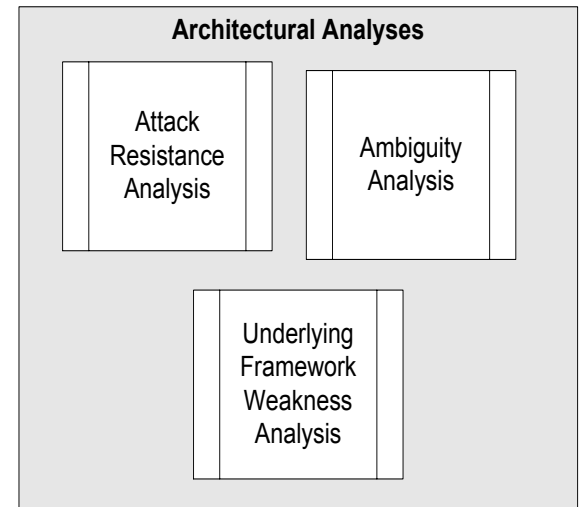 Architectural Analyses
Attack
Resistance
Analysis
Ambiguity
Analysis
Underlying
Framework
Weakness
Analysis